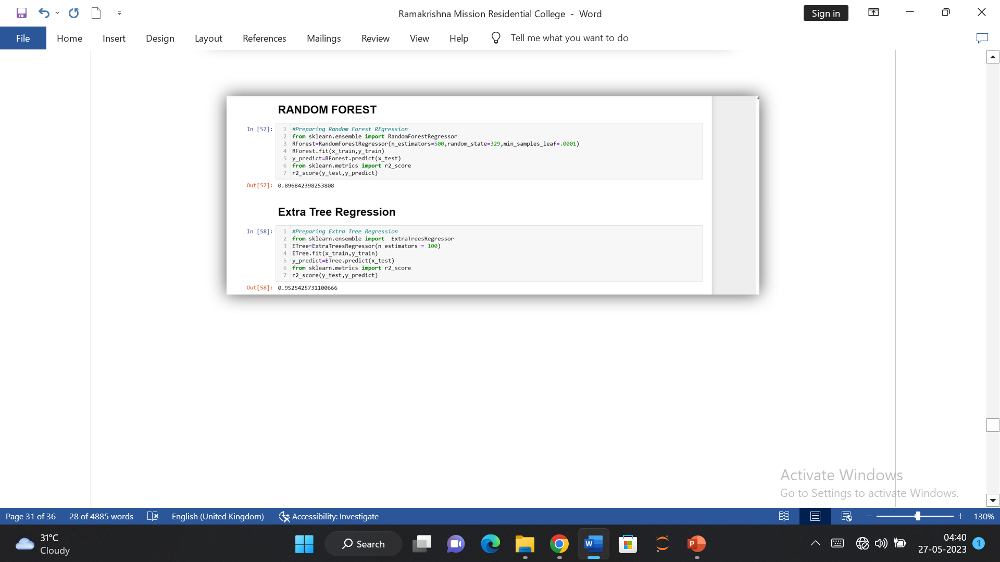 Ramakrishna Mission Residential College - Word
Sign in
File Home Insert Design Layout References Mailings Review View Help Tell me what you want to do
RANDOM FOREST
In [57]:
1 #Preparing Random Forest REgression
2 from sklearn.ensemble import RandomForestRegressor
3 RForest=RandomForestRegressor(n_estimators=500,random_state=329,min_samples_leaf=.0001)
4 RForest.fit(x_train,y_train)
5 y_predict=RForest.predict(x_test)
6 from sklearn.metrics import r2_score
7 r2_score(y_test,y_predict)
Out[57]: 0.896842398253808
Extra Tree Regression
In [58]:
1 #Preparing Extra Tree Regression
2 from sklearn.ensemble import  ExtraTreesRegressor
3 ETree=ExtraTreesRegressor(n_estimators = 100)
4 ETree.fit(x_train,y_train)
5 y_predict=ETree.predict(x_test)
6 from sklearn.metrics import r2_score
7 r2_score(y_test,y_predict)
Out[58]: 0.9525425731100666
Activate Windows
Go to Settings to activate Windows.
Page 31 of 36 28 of 4885 words English (United Kingdom) Accessibility: Investigate 130%
31°C
Cloudy
Search
W
P
04:40
27-05-2023
1